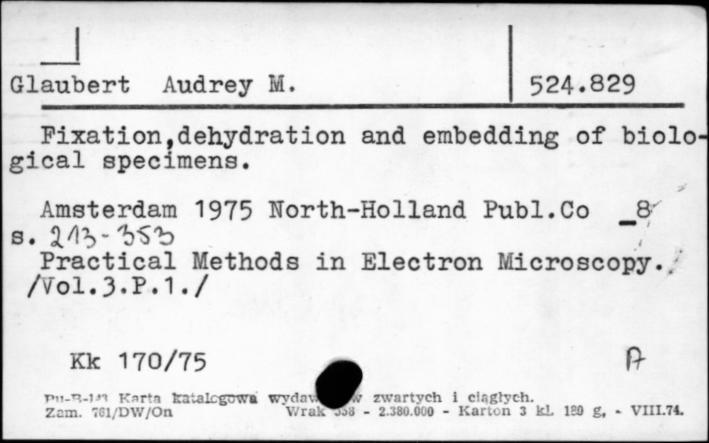 Glaubert Audrey M. 524.829
Fixation,dehydration and embedding of biolo-
gical specimens.
Amsterdam 1975 North-Holland Publ.Co _8
s. 213-353
Practical Methods in Electron Microscopy.
/Vol.3.P.1./
Kk 170/75 A
Karta katalogowa zwartych i ciągłych.
Zam. 761/DW/On - 2.380.000 - Karton 3 kl. 180 g, - VIII.74.